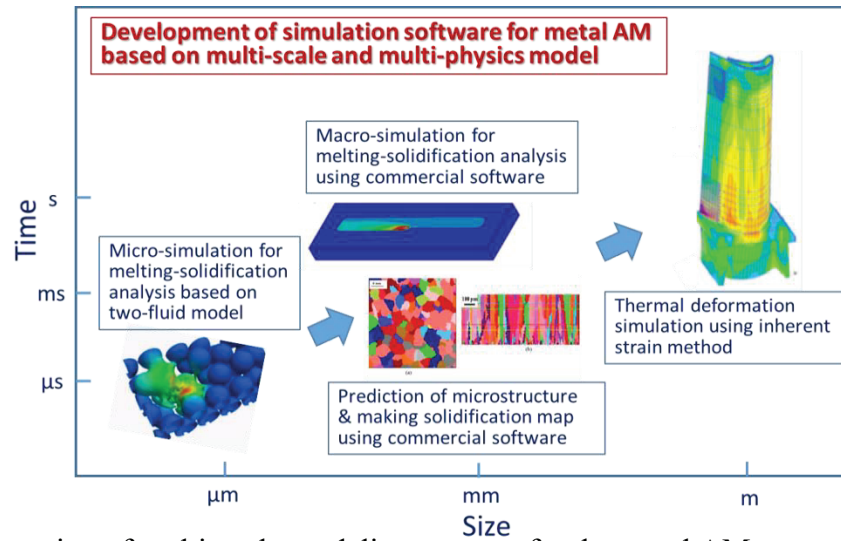 Development of simulation software for metal AM
based on multi-scale and multi-physics model
Macro-simulation for
melting-solidification analysis
using commercial software
Time
s
ms
μs
Micro-simulation for
melting-solidification
analysis based on
two-fluid model
100 μm
(a)
(b)
Thermal deformation
simulation using inherent
strain method
Prediction of microstructure
& making solidification map
using commercial software
μm
mm
m
Size